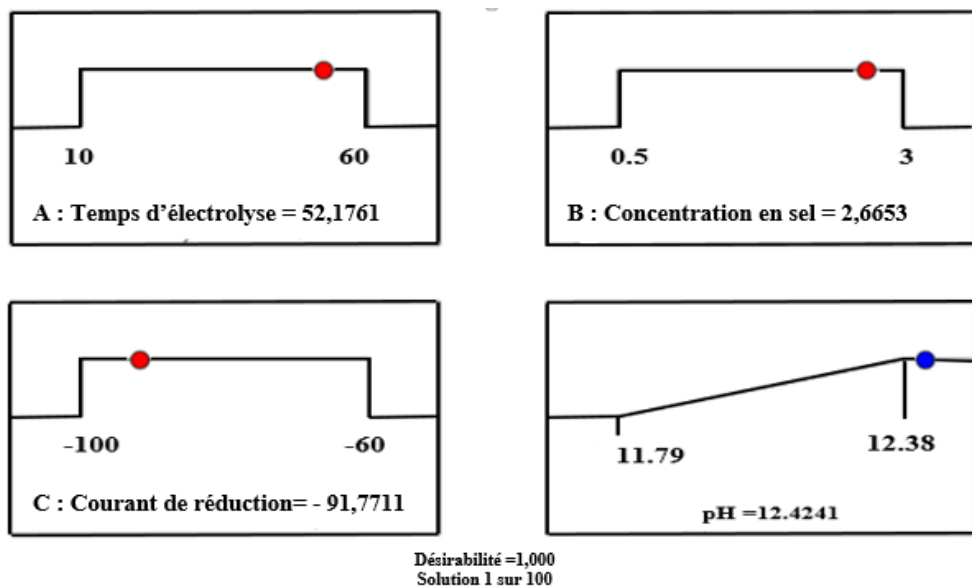 10 60
A : Temps d'électrolyse = 52,1761
0.5 3
B : Concentration en sel = 2,6653
-100 -60
C : Courant de réduction= - 91,7711
11.79 12.38
pH =12.4241
Désirabilité =1,000
Solution 1 sur 100